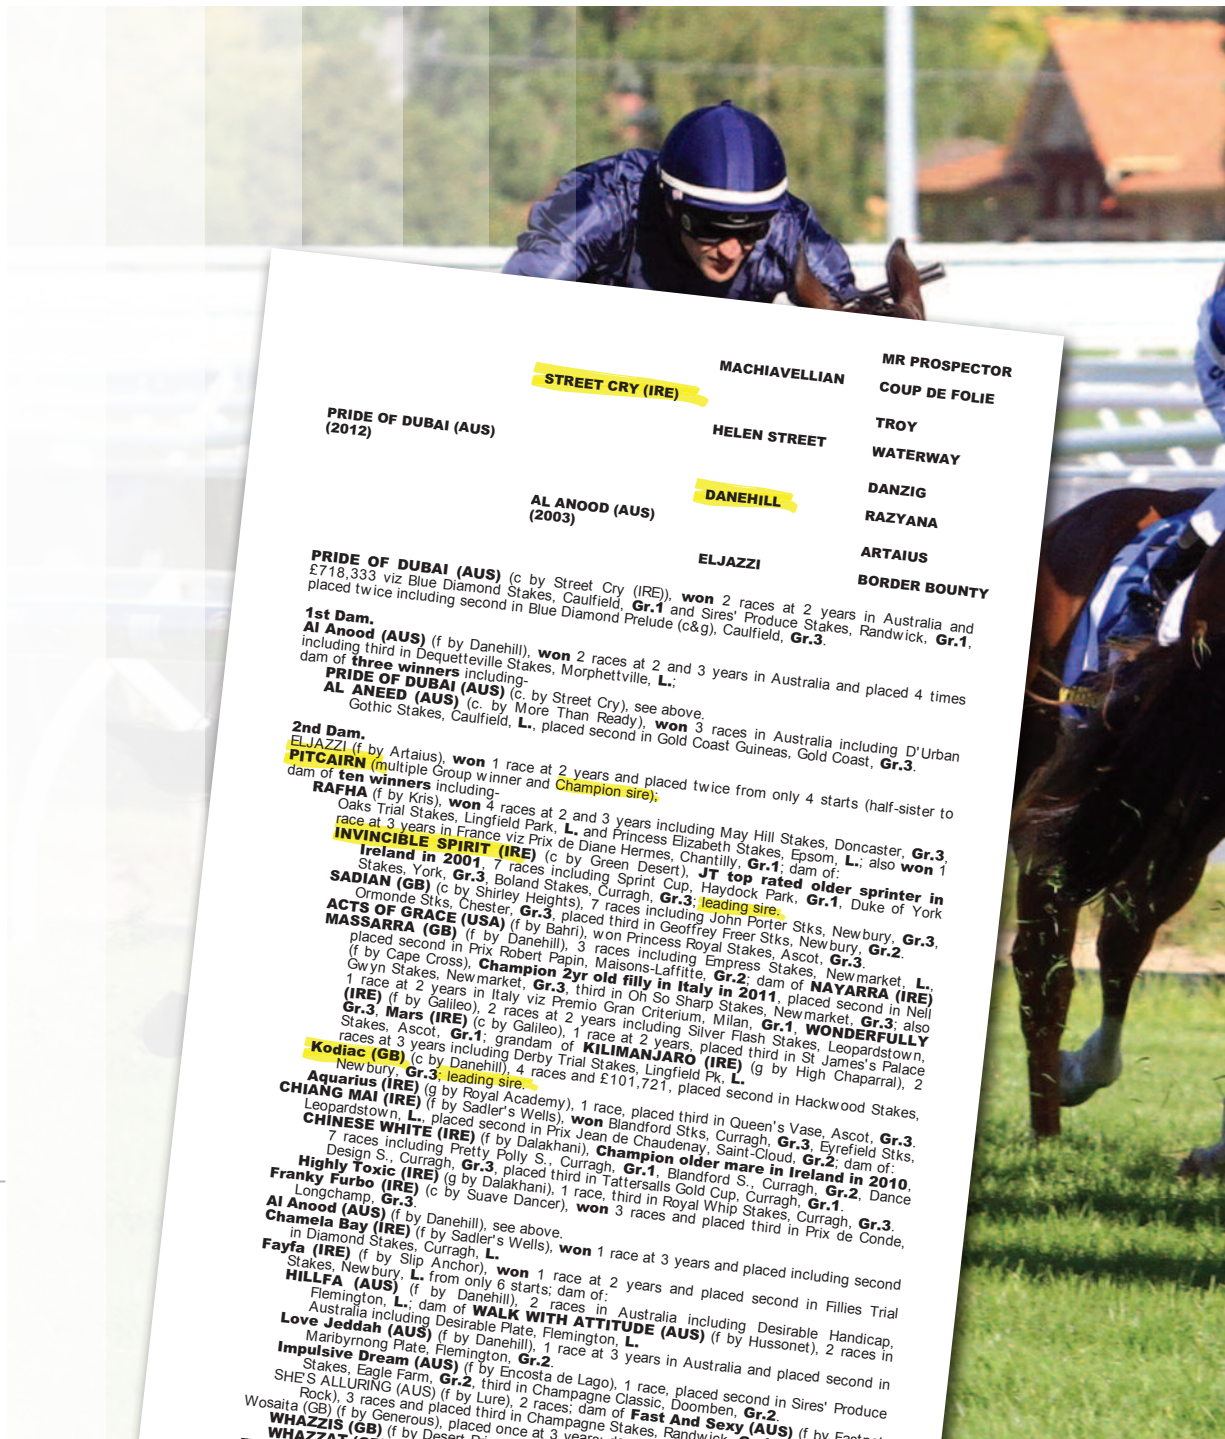 MR PROSPECTOR
MACHIAVELLIAN
COUP DE FOLIE
STREET CRY (IRE)
TROY
HELEN STREET
WATERWAY
PRIDE OF DUBAI (AUS)
(2012)
DANZIG
DANEHILL
RAZYANA
AL ANOOD (AUS)
(2003)
ARTAIUS
ELJAZZI
BORDER BOUNTY
PRIDE OF DUBAI (AUS) (c by Street Cry (IRE)), won 2 races at 2 years in Australia and
£718,333 viz Blue Diamond Stakes, Caulfield, Gr.1 and Sires' Produce Stakes, Randwick, Gr.1,
placed twice including second in Blue Diamond Prelude (c&g), Caulfield, Gr.3.
1st Dam.
Al Anood (AUS) (f by Danehill), won 2 races at 2 and 3 years in Australia and placed 4 times
including third in Dequetteville Stakes, Morphettville, L.;
dam of three winners including-
PRIDE OF DUBAI (AUS) (c. by Street Cry), see above.
AL ANEED (AUS) (c. by More Than Ready), won 3 races in Australia including D'Urban
Gothic Stakes, Caulfield, L., placed second in Gold Coast Guineas, Gold Coast, Gr.3.
2nd Dam.
ELJAZZI (f by Artaius), won 1 race at 2 years and placed twice from only 4 starts (half-sister to
PITCAIRN (multiple Group winner and Champion sire);
dam of ten winners including-
RAFHA (f by Kris), won 4 races at 2 and 3 years including May Hill Stakes, Doncaster, Gr.3,
Oaks Trial Stakes, Lingfield Park, L. and Princess Elizabeth Stakes, Epsom, L.; also won 1
race at 3 years in France viz Prix de Diane Hermes, Chantilly, Gr.1; dam of:
INVINCIBLE SPIRIT (IRE) (c by Green Desert), JT top rated older sprinter in
Ireland in 2001, 7 races including Sprint Cup, Haydock Park, Gr.1, Duke of York
Stakes, York, Gr.3, Boland Stakes, Curragh, Gr.3; leading sire.
SADIAN (GB) (c by Shirley Heights), 7 races including John Porter Stks, Newbury, Gr.3,
Ormonde Stks, Chester, Gr.3, placed third in Geoffrey Freer Stks, Newbury, Gr.2.
ACTS OF GRACE (USA) (f by Bahri), won Princess Royal Stakes, Ascot, Gr.3.
MASSARRA (GB) (f by Danehill), 3 races including Empress Stakes, Newmarket, L.,
placed second in Prix Robert Papin, Maisons-Laffitte, Gr.2; dam of NAYARRA (IRE)
(f by Cape Cross), Champion 2yr old filly in Italy in 2011, placed second in Nell
Gwyn Stakes, Newmarket, Gr.3, third in Oh So Sharp Stakes, Newmarket, Gr.3; also
1 race at 2 years in Italy viz Premio Gran Criterium, Milan, Gr.1, WONDERFULLY
(IRE) (f by Galileo), 2 races at 2 years including Silver Flash Stakes, Leopardstown,
Gr.3, Mars (IRE) (c by Galileo), 1 race at 2 years, placed third in St James's Palace
Stakes, Ascot, Gr.1; grandam of KILIMANJARO (IRE) (g by High Chaparral), 2
races at 3 years including Derby Trial Stakes, Lingfield Pk, L.
Kodiac (GB) (c by Danehill), 4 races and £101,721, placed second in Hackwood Stakes,
Newbury, Gr.3; leading sire.
Aquarius (IRE) (g by Royal Academy), 1 race, placed third in Queen's Vase, Ascot, Gr.3.
CHIANG MAI (IRE) (f by Sadler's Wells), won Blandford Stks, Curragh, Gr.3, Eyrefield Stks,
Leopardstown, L., placed second in Prix Jean de Chaudenay, Saint-Cloud, Gr.2; dam of:
CHINESE WHITE (IRE) (f by Dalakhani), Champion older mare in Ireland in 2010,
7 races including Pretty Polly S., Curragh, Gr.1, Blandford S., Curragh, Gr.2, Dance
Design S., Curragh, Gr.3, placed third in Tattersalls Gold Cup, Curragh, Gr.1.
Highly Toxic (IRE) (g by Dalakhani), 1 race, third in Royal Whip Stakes, Curragh, Gr.3.
Franky Furbo (IRE) (c by Suave Dancer), won 3 races and placed third in Prix de Conde,
Longchamp, Gr.3.
Al Anood (AUS) (f by Danehill), see above.
Chamela Bay (IRE) (f by Sadler's Wells), won 1 race at 3 years and placed including second
in Diamond Stakes, Curragh, L.
Fayfa (IRE) (f by Slip Anchor), won 1 race at 2 years and placed second in Fillies Trial
Stakes, Newbury, L. from only 6 starts; dam of:
HILLFA (AUS) (f by Danehill), 2 races in Australia including Desirable Handicap,
Flemington, L.; dam of WALK WITH ATTITUDE (AUS) (f by Hussonet), 2 races in
Australia including Desirable Plate, Flemington, L.
Love Jeddah (AUS) (f by Danehill), 1 race at 3 years in Australia and placed second in
Maribyrnong Plate, Flemington, Gr.2.
Impulsive Dream (AUS) (f by Encosta de Lago), 1 race, placed second in Sires' Produce
Stakes, Eagle Farm, Gr.2, third in Champagne Classic, Doomben, Gr.2.
SHE'S ALLURING (AUS) (f by Lure), 2 races; dam of Fast And Sexy (AUS) (f by
Rock), 3 races and placed third in Champagne Stakes, Randwick,
Wosaita (GB) (f by Generous), placed once at 3 years;
WHAZZIS (GB) (f by Desert
WHAZZAT